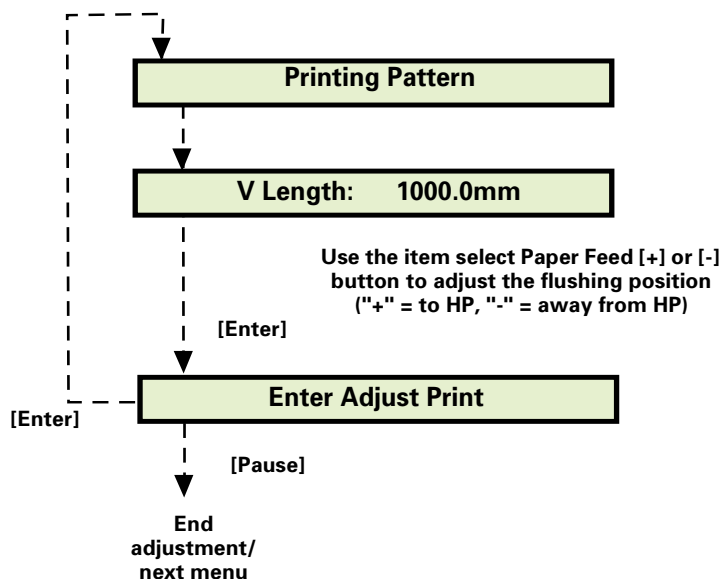 Printing Pattern
V Length: 1000.0mm
Use the item select Paper Feed [+] or [-]
button to adjust the flushing position
("+" = to HP, "-" = away from HP)
[Enter]
Enter Adjust Print
[Enter]
[Pause]
End
adjustment/
next menu